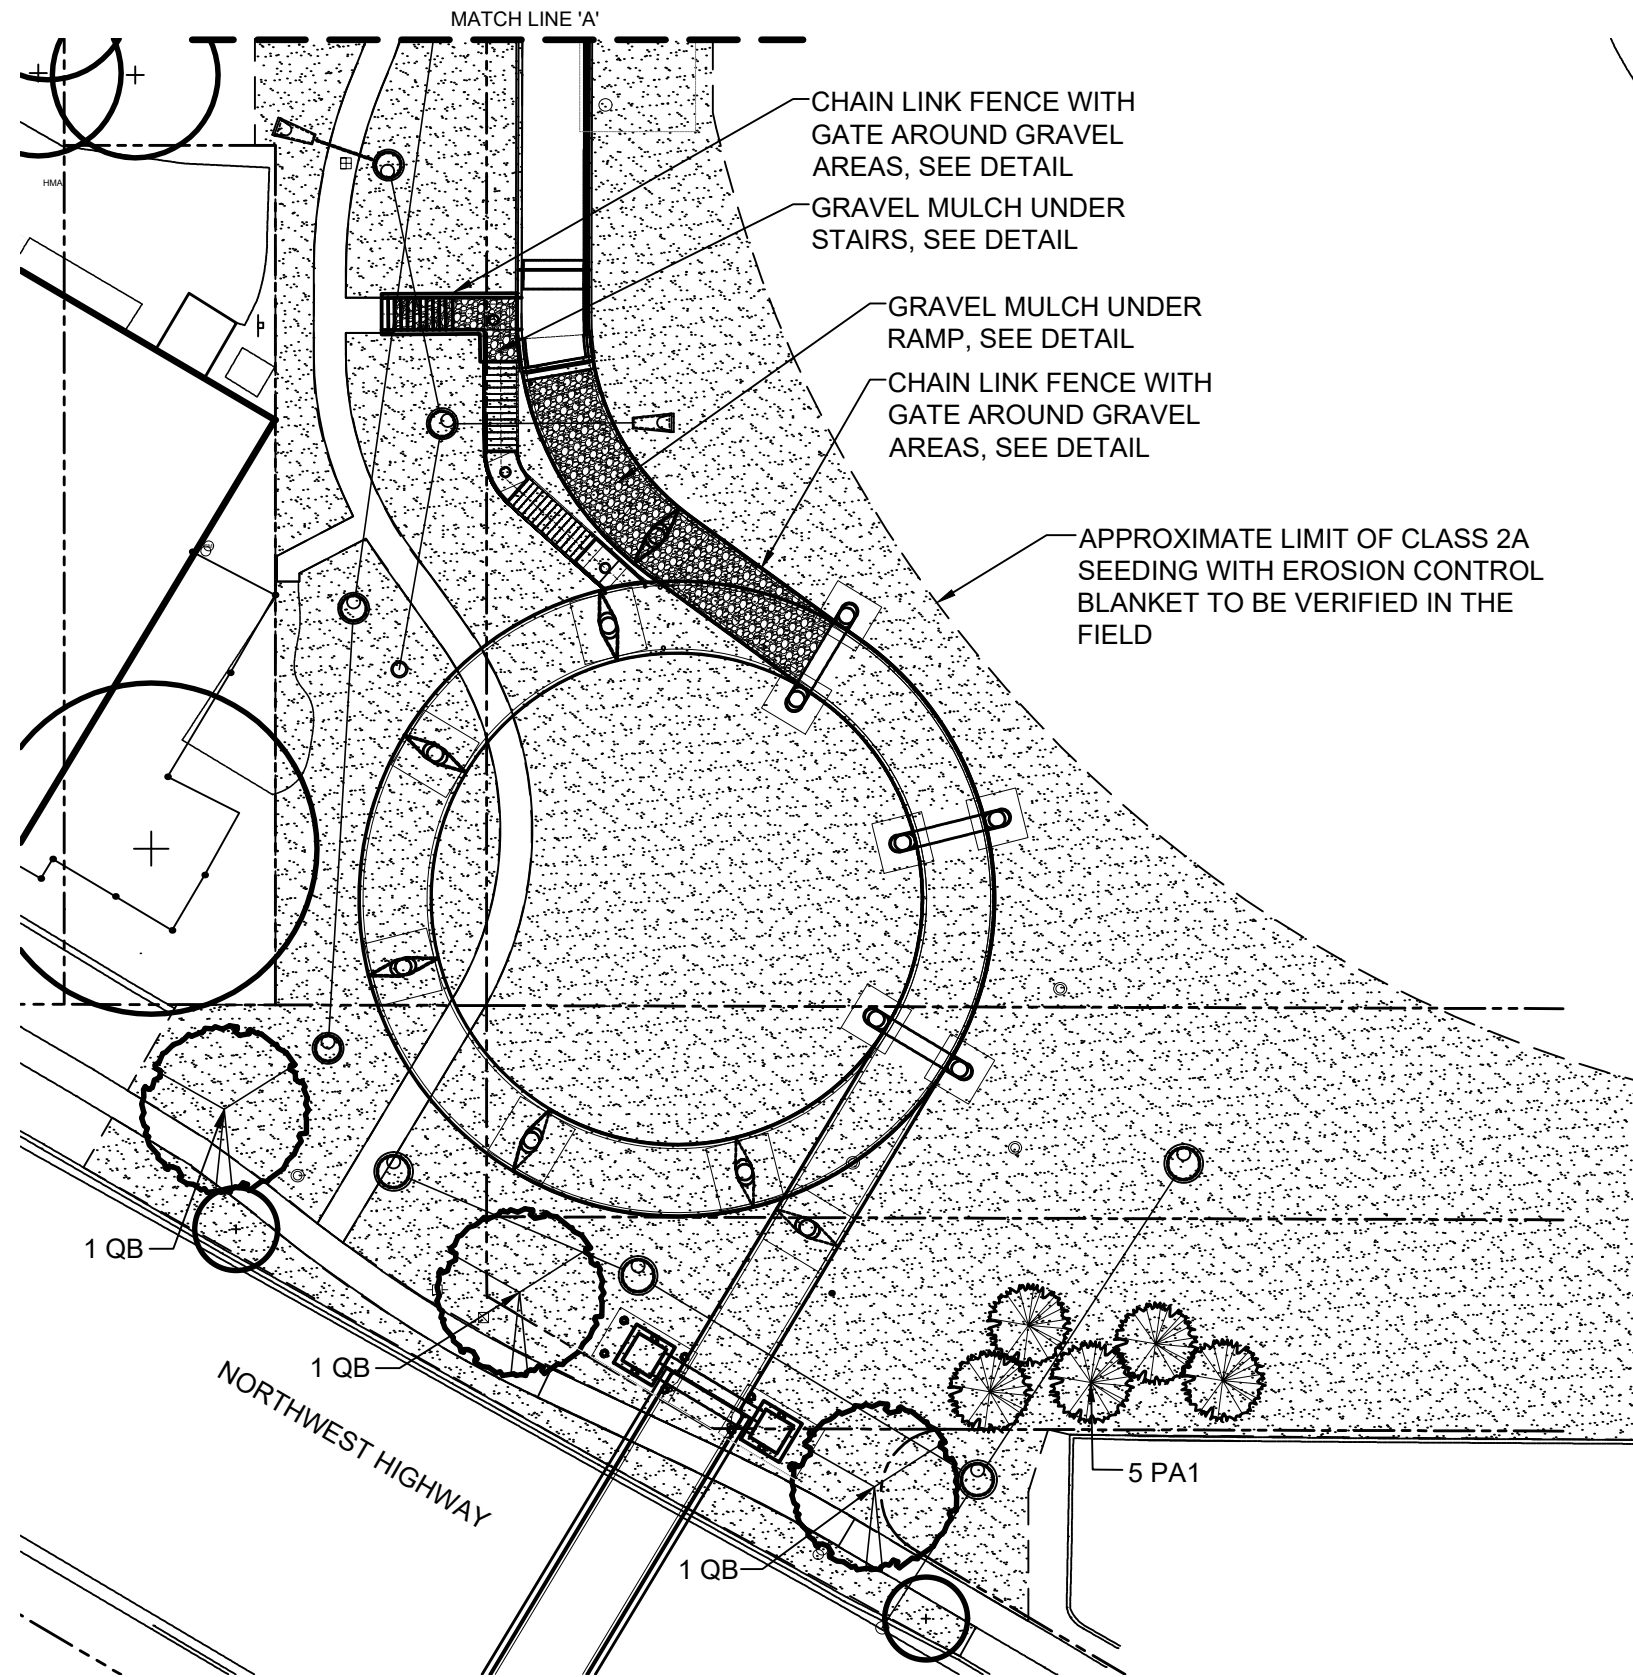 MATCH LINE 'A'
CHAIN LINK FENCE WITH
GATE AROUND GRAVEL
AREAS, SEE DETAIL
HMA
GRAVEL MULCH UNDER
STAIRS, SEE DETAIL
GRAVEL MULCH UNDER
RAMP, SEE DETAIL
CHAIN LINK FENCE WITH
GATE AROUND GRAVEL
AREAS, SEE DETAIL
APPROXIMATE LIMIT OF CLASS 2A
SEEDING WITH EROSION CONTROL
BLANKET TO BE VERIFIED IN THE
FIELD
1 QB
1 QB
NORTHWEST HIGHWAY
5 PA1
1 QB